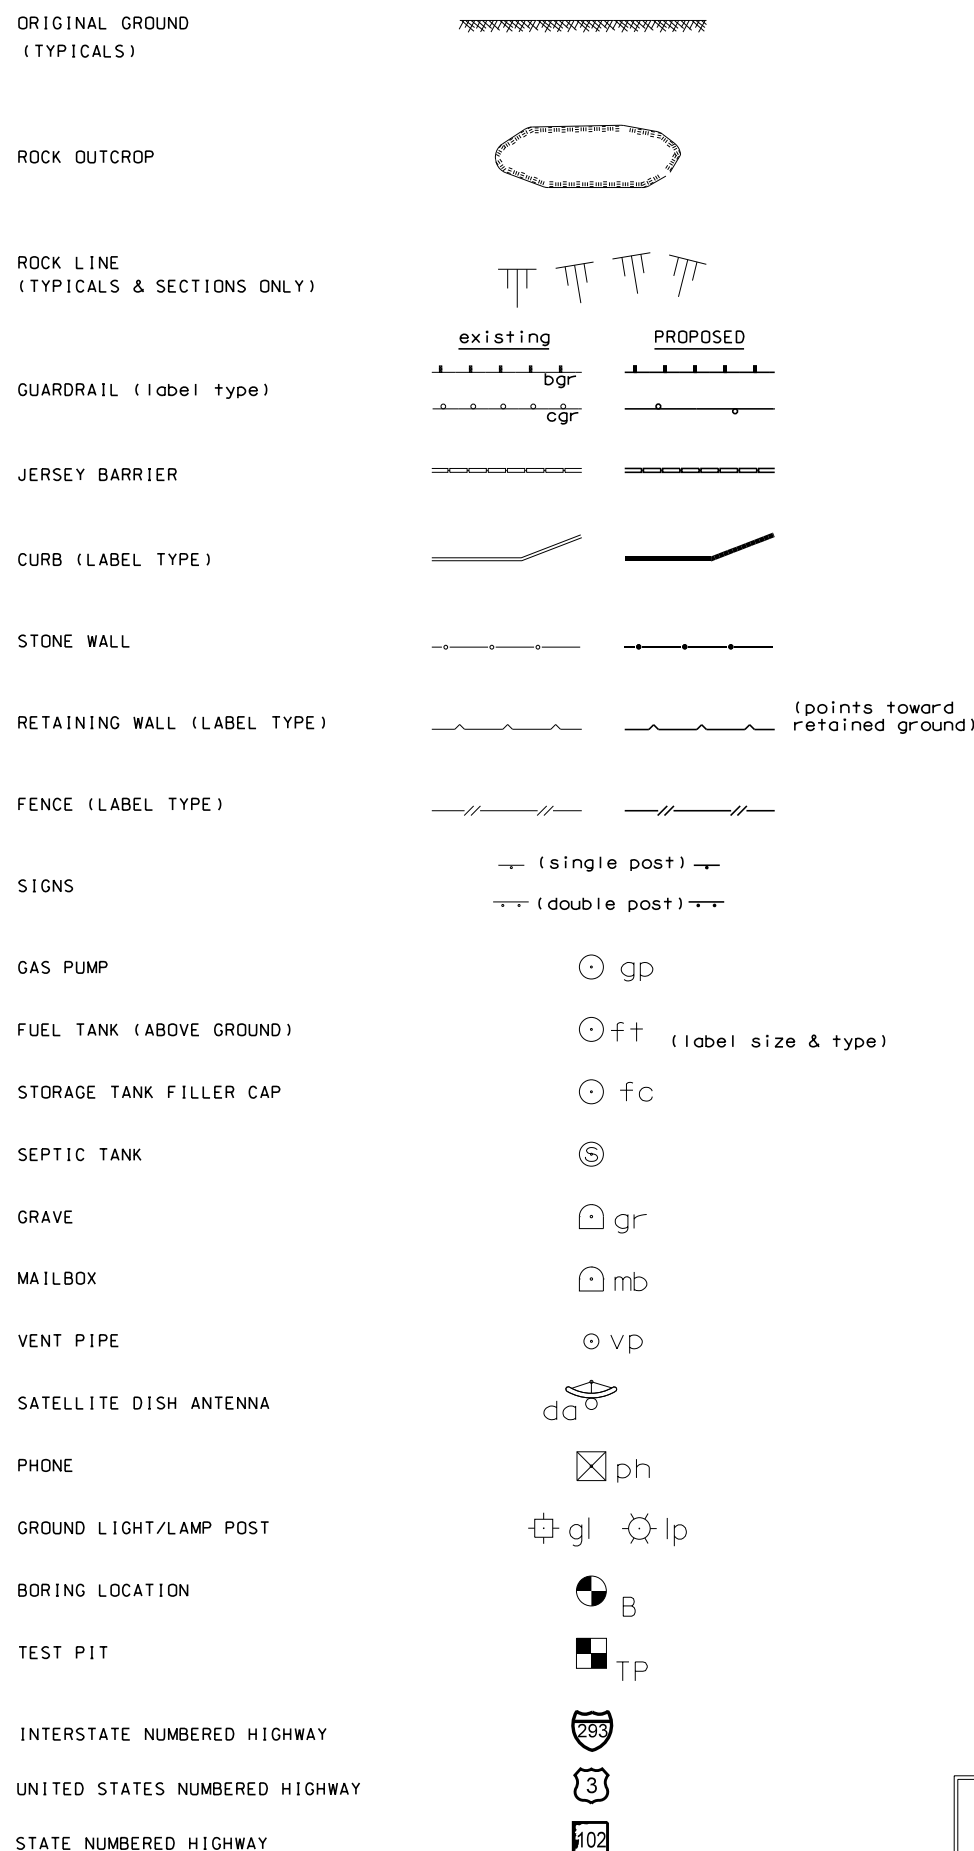 ORIGINAL GROUND
(TYPICALS)
ROCK OUTCROP
ROCK LINE
(TYPICALS & SECTIONS ONLY)
existing PROPOSED
GUARDRAIL (label type)
bgr
cgr
JERSEY BARRIER
CURB (LABEL TYPE)
STONE WALL
RETAINING WALL (LABEL TYPE)
(points toward
retained ground)
FENCE (LABEL TYPE)
SIGNS
(single post)
(double post)
GAS PUMP gp
FUEL TANK (ABOVE GROUND) ft (label size & type)
STORAGE TANK FILLER CAP fc
SEPTIC TANK S
GRAVE gr
MAILBOX mb
VENT PIPE vp
SATELLITE DISH ANTENNA da
PHONE ph
GROUND LIGHT/LAMP POST gl lp
BORING LOCATION B
TEST PIT TP
INTERSTATE NUMBERED HIGHWAY 293
UNITED STATES NUMBERED HIGHWAY 3
STATE NUMBERED HIGHWAY 102